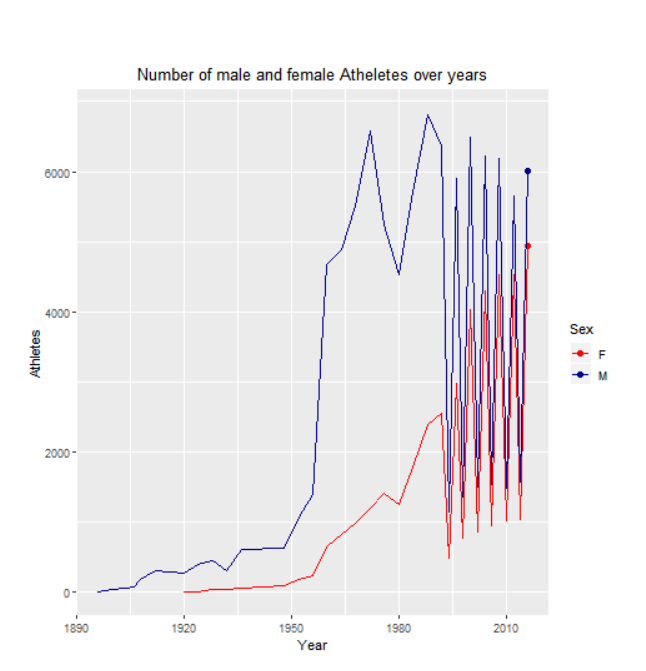 Number of male and female Atheletes over years
6000
4000
2000
0
Athletes
1890
1920
1950
1980
2010
Year
Sex
F
M